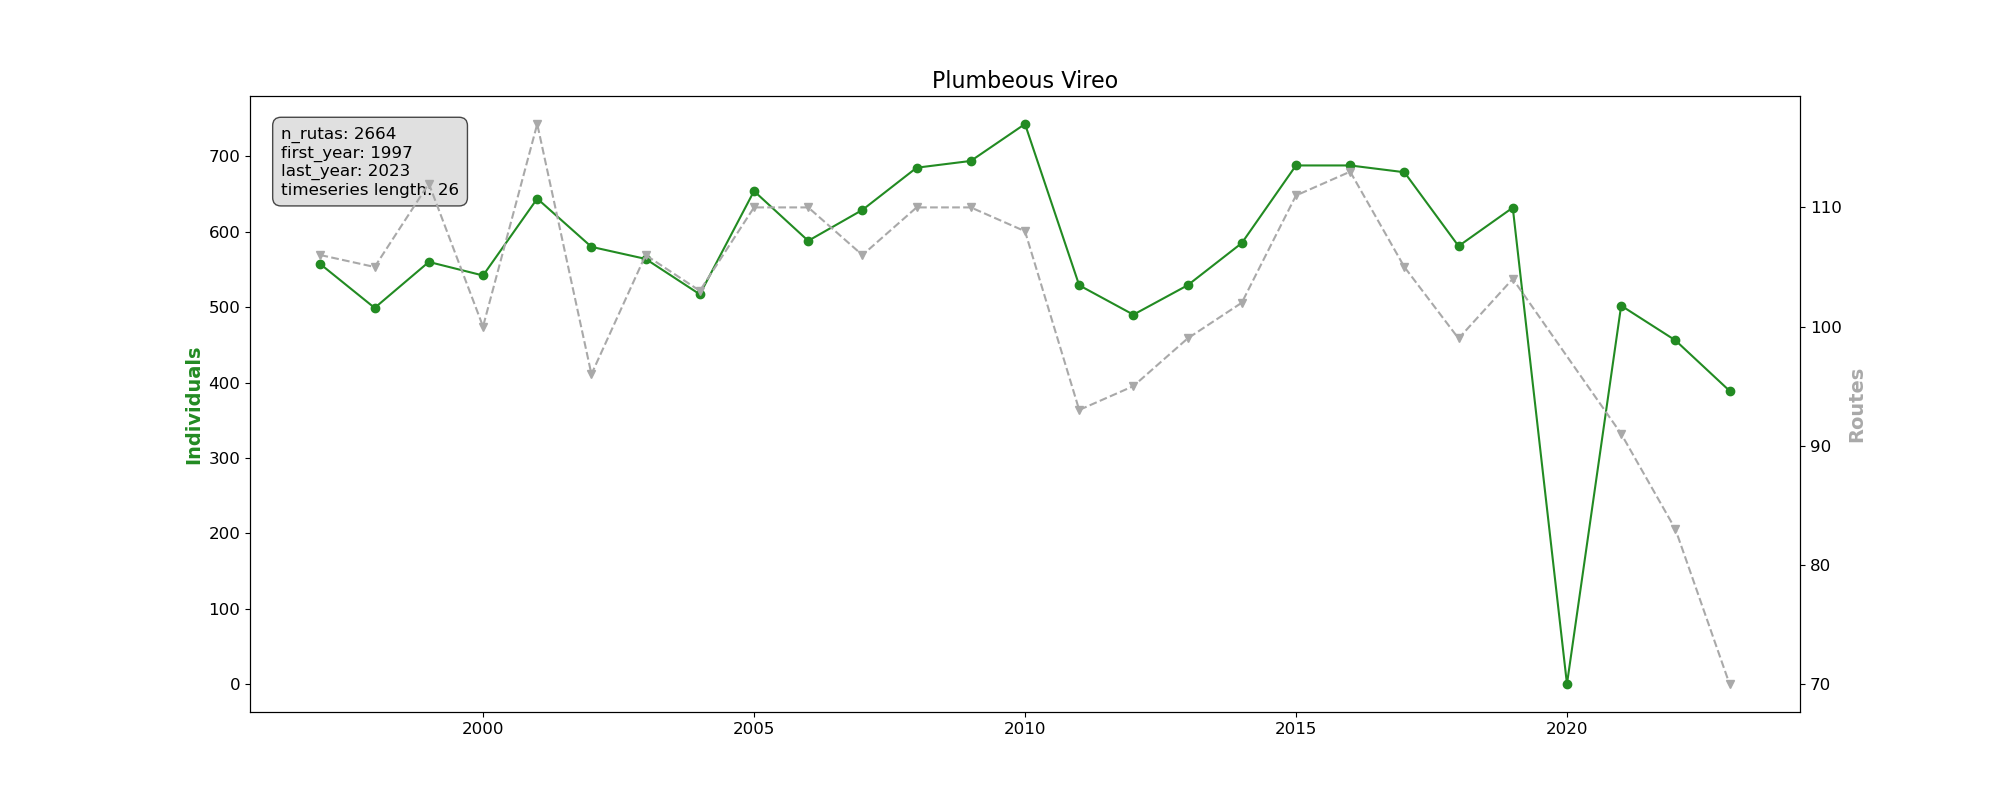 Plumbeous Vireo
n_rutas: 2664
first_year: 1997
last_year: 2023
timeseries length: 26
Individuals
700
600
500
400
300
200
100
0
Routes
110
100
90
80
70
2000
2005
2010
2015
2020